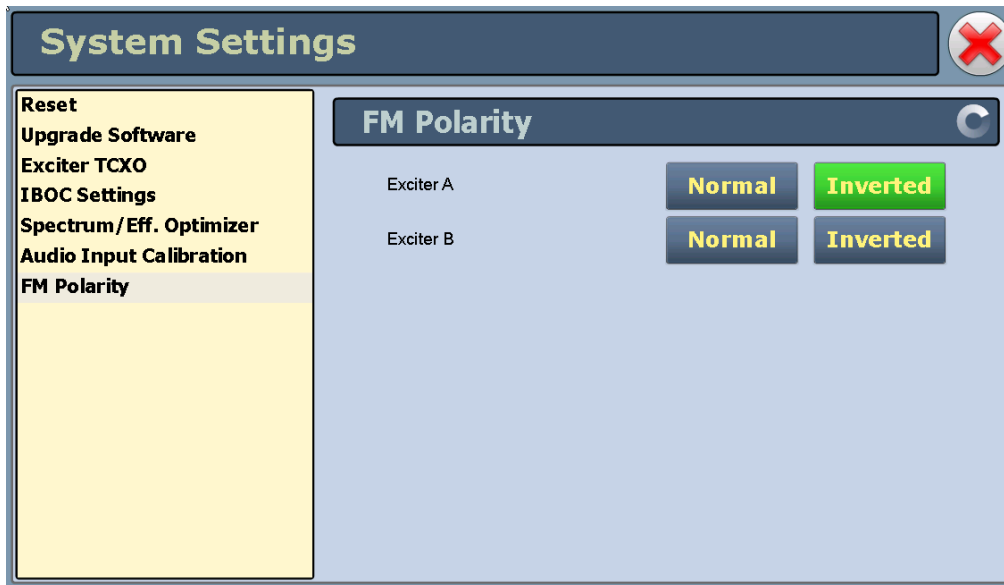 System Settings
Reset
Upgrade Software
Exciter TCXO
IBOC Settings
Spectrum/Eff. Optimizer
Audio Input Calibration
FM Polarity
FM Polarity
Exciter A Normal Inverted
Exciter B Normal Inverted